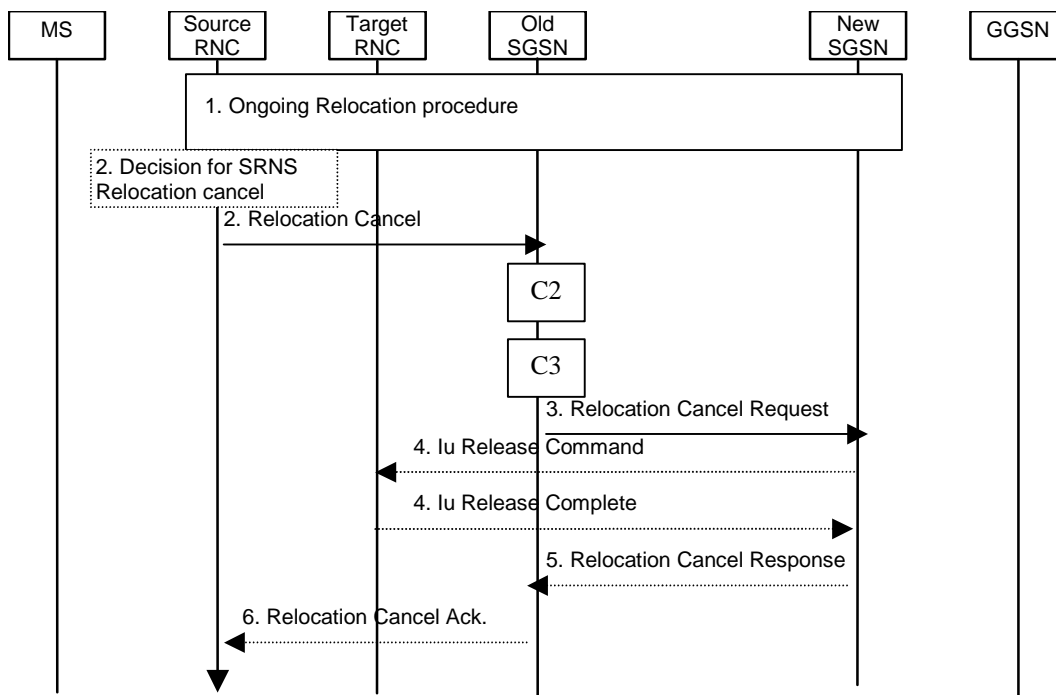 MS
Source
RNC
Target
RNC
Old
SGSN
New
SGSN
GGSN
1. Ongoing Relocation procedure
2. Decision for SRNS
Relocation cancel
2. Relocation Cancel
C2
C3
3. Relocation Cancel Request
4. Iu Release Command
4. Iu Release Complete
5. Relocation Cancel Response
6. Relocation Cancel Ack.